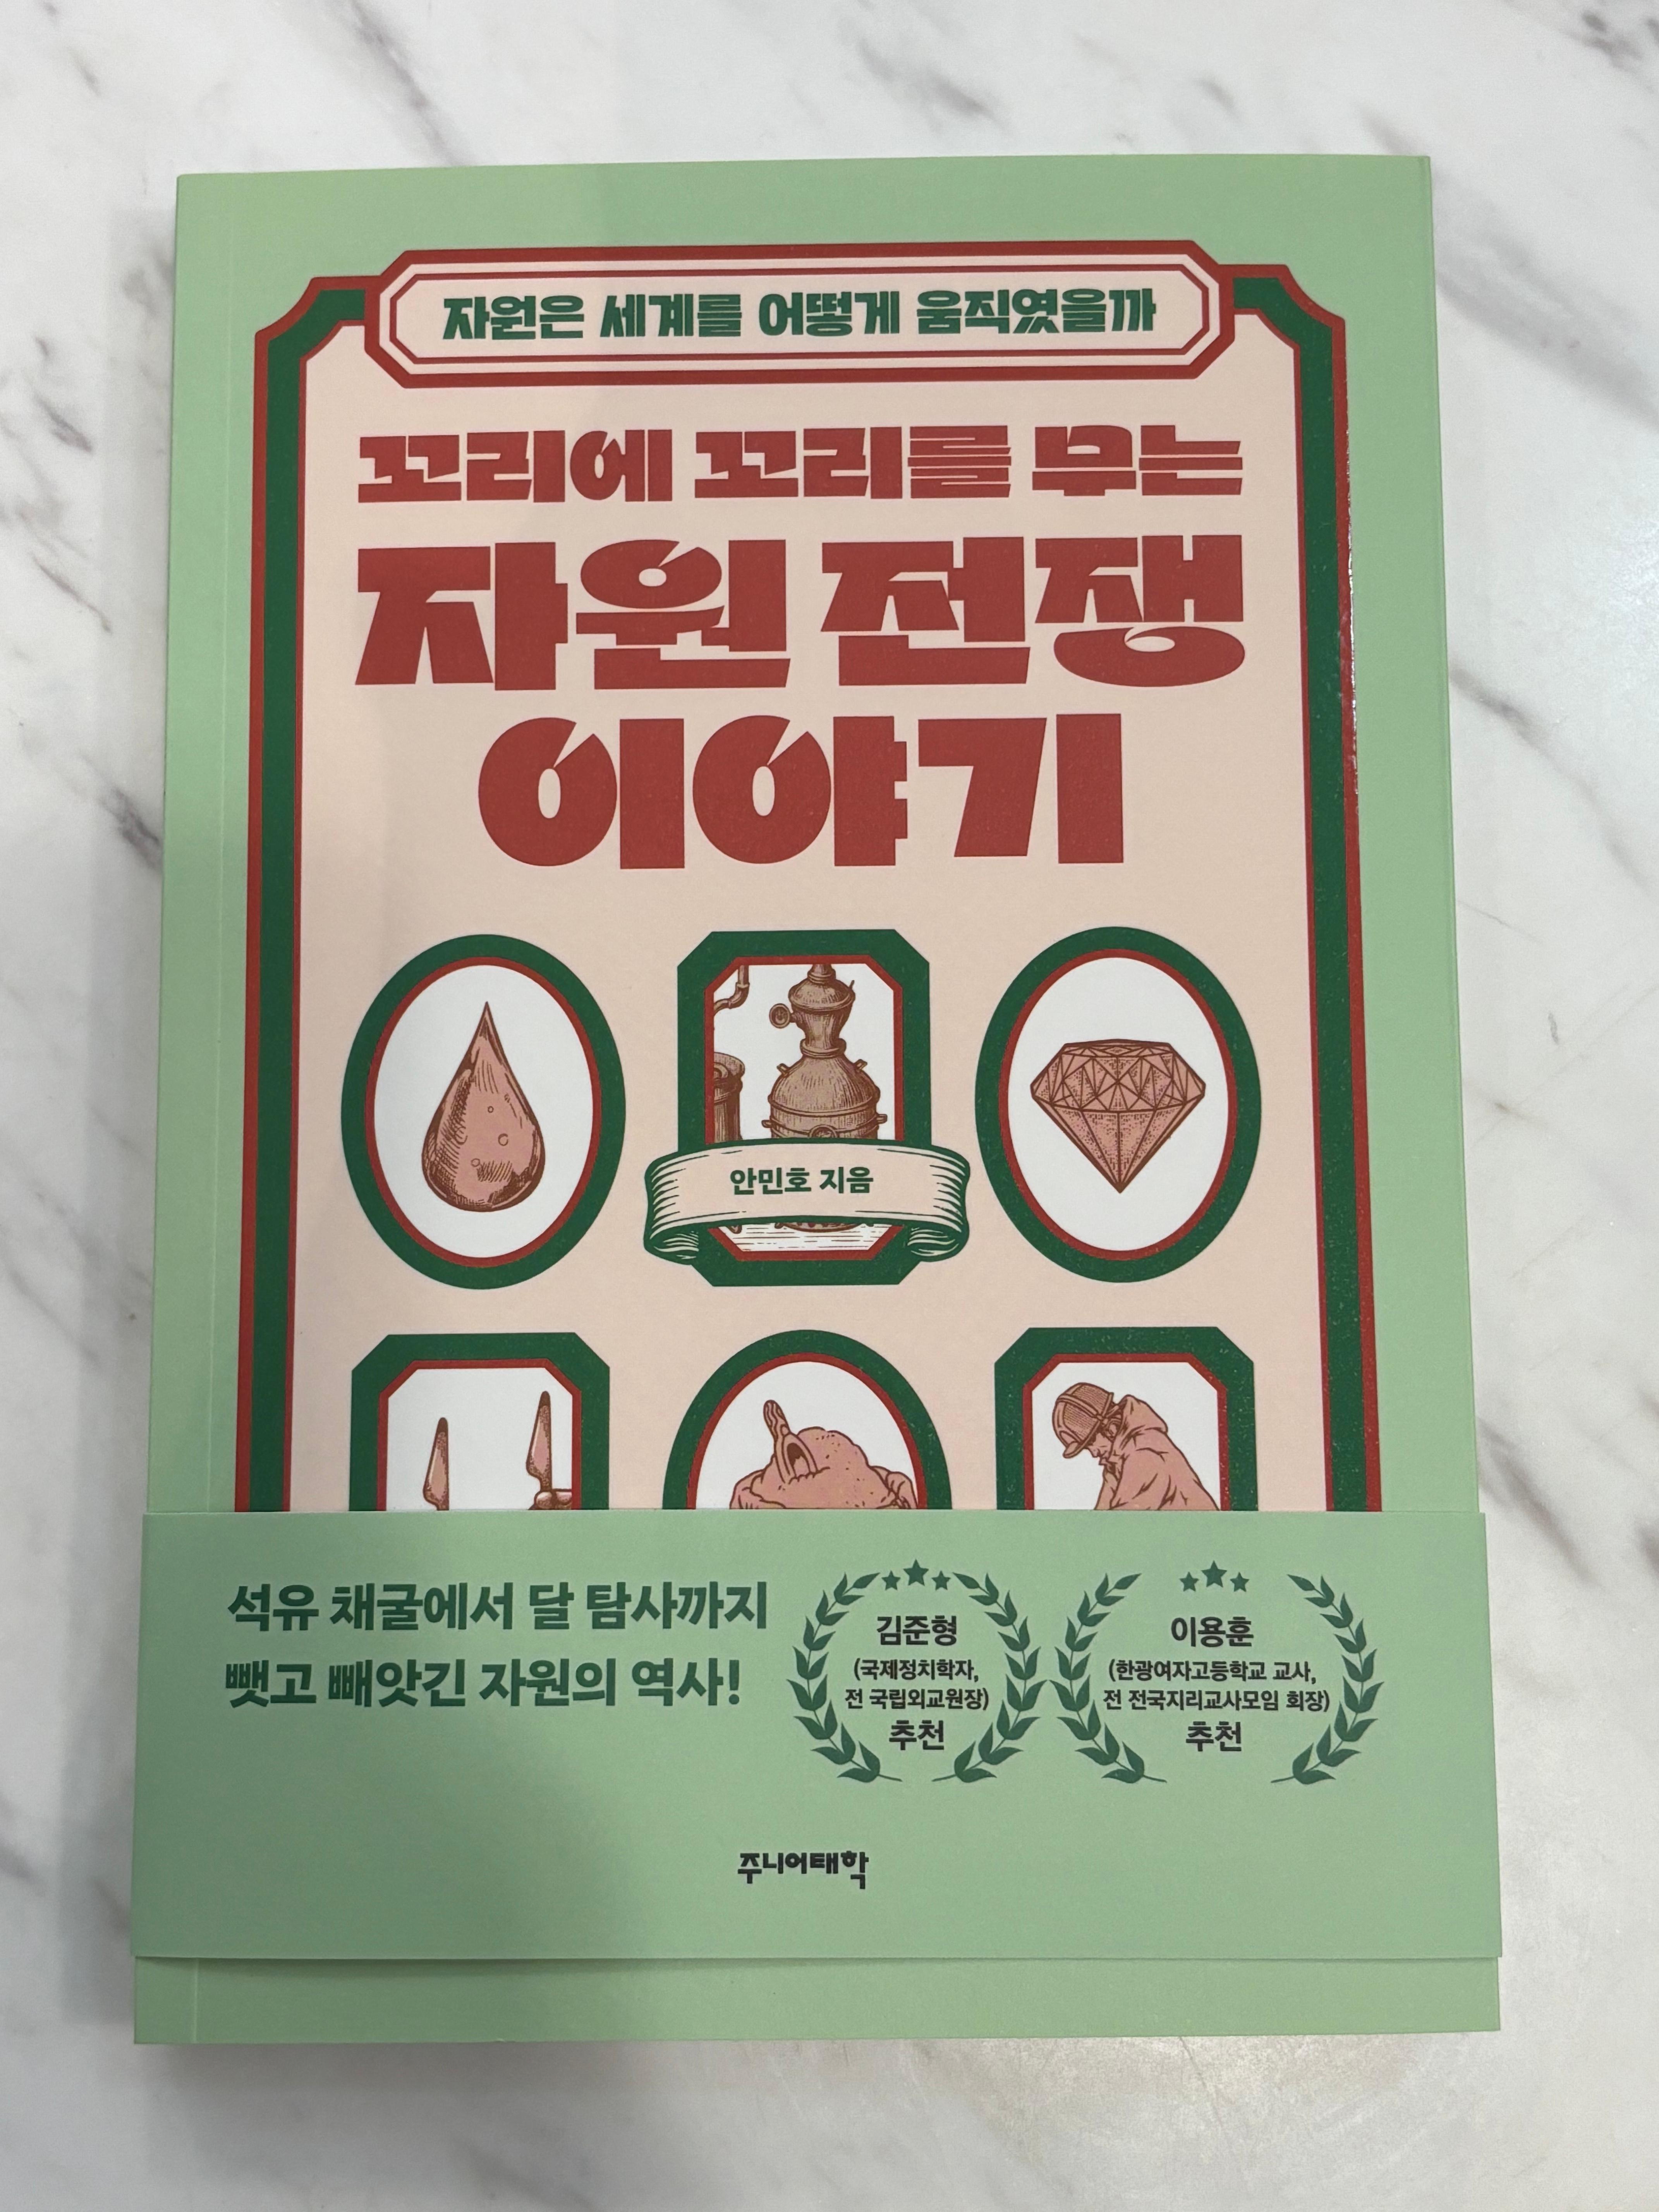 자원은 세계를 어떻게 움직였을까
꼬리에 꼬리를 무는
자원 전쟁
이야기
안민호 지음
석유 채굴에서 달 탐사까지
뺏고 빼앗긴 자원의 역사!
김준형
(국제정치학자,
전 국립외교원장)
추천
이용훈
(한광여자고등학교 교사,
전 전국지리교사모임 회장)
추천
주니어태학